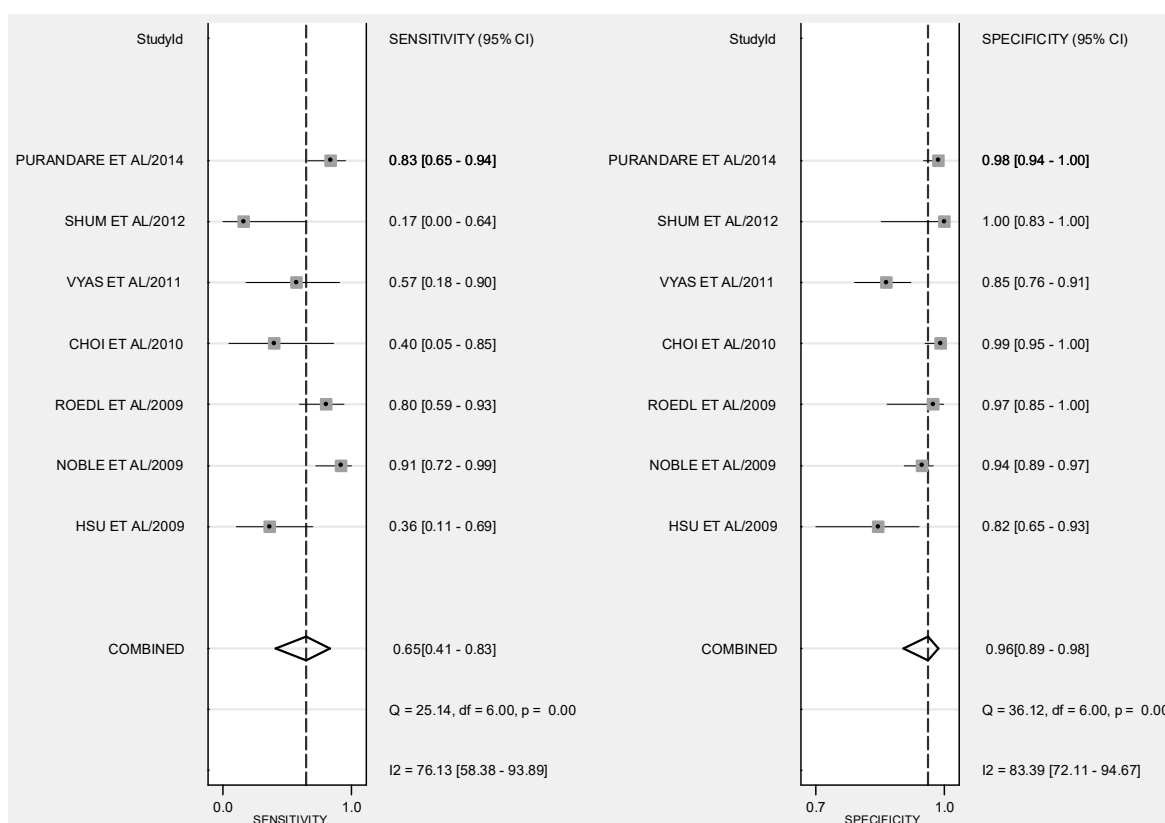 StudyId SENSITIVITY (95% CI)
PURANDARE ET AL/2014 0.83 [0.65 - 0.94]
SHUM ET AL/2012 0.17 [0.00 - 0.64]
VYAS ET AL/2011 0.57 [0.18 - 0.90]
CHOI ET AL/2010 0.40 [0.05 - 0.85]
ROEDL ET AL/2009 0.80 [0.59 - 0.93]
NOBLE ET AL/2009 0.91 [0.72 - 0.99]
HSU ET AL/2009 0.36 [0.11 - 0.69]
COMBINED 0.65[0.41 - 0.83]
Q = 25.14, df = 6.00, p = 0.00
I2 = 76.13 [58.38 - 93.89]
0.0 1.0
SENSITIVITY
StudyId SPECIFICITY (95% CI)
PURANDARE ET AL/2014 0.98 [0.94 - 1.00]
SHUM ET AL/2012 1.00 [0.83 - 1.00]
VYAS ET AL/2011 0.85 [0.76 - 0.91]
CHOI ET AL/2010 0.99 [0.95 - 1.00]
ROEDL ET AL/2009 0.97 [0.85 - 1.00]
NOBLE ET AL/2009 0.94 [0.89 - 0.97]
HSU ET AL/2009 0.82 [0.65 - 0.93]
COMBINED 0.96[0.89 - 0.98]
Q = 36.12, df = 6.00, p = 0.00
I2 = 83.39 [72.11 - 94.67]
0.7 1.0
SPECIFICITY